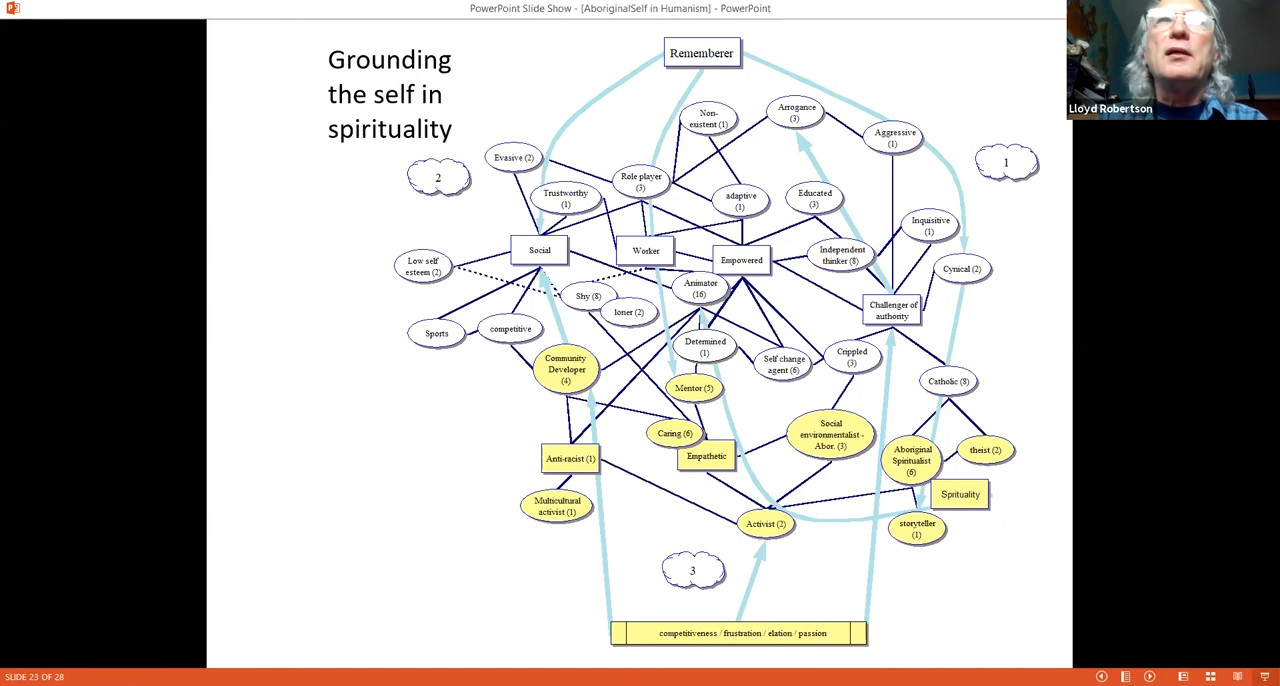 PowerPoint Slide Show - [AboriginalSelf in Humanism] - PowerPoint
Lloyd Robertson
Grounding
the self in
spirituality
Rememberer
Non-
existent (1)
Arrogance
(3)
Aggressive
(1)
1
2
Evasive (2)
Trustworthy
(1)
Role player
(3)
adaptive
(1)
Educated
(3)
Inquisitive
(1)
Social
Worker
Empowered
Independent
thinker (8)
Cynical (2)
Low self
esteem (2)
Shy (8)
loner (2)
Animator
(16)
Challenger of
authority
Sports
competitive
Determined
(1)
Self change
agent (6)
Crippled
(3)
Community
Developer
(4)
Mentor (5)
Catholic (8)
Caring (6)
Empathetic
Social
environmentalist -
Abor. (3)
Aboriginal
Spiritualist
(6)
theist (2)
Anti-racist (1)
Sprituality
Multicultural
activist (1)
Activist (2)
storyteller
(1)
3
competitiveness / frustration / elation / passion
SLIDE 23 OF 28